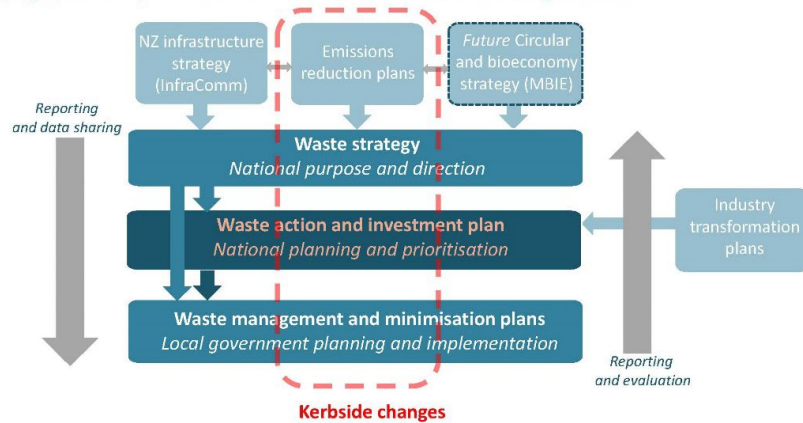 NZ infrastructure
strategy
(InfraComm)
Emissions
reduction plans
Future Circular
and bioeconomy
strategy (MBIE)
Reporting
and data sharing
Waste strategy
National purpose and direction
Waste action and investment plan
National planning and prioritisation
Industry
transformation
plans
Waste management and minimisation plans
Local government planning and implementation
Reporting
and evaluation
Kerbside changes